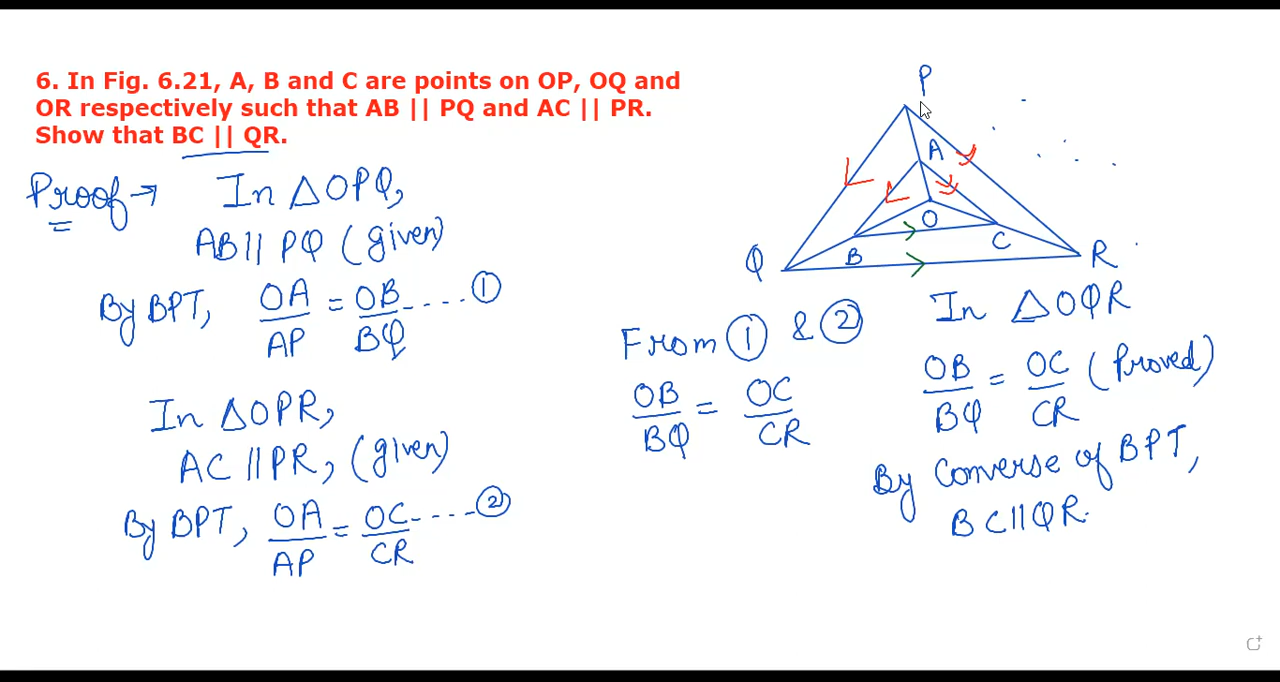 6. In Fig. 6.21, A, B and C are points on OP, OQ and
OR respectively such that AB || PQ and AC || PR.
Show that BC || QR.
Proof → In △OPQ,
AB || PQ (given)
By BPT, OA/AP = OB/BQ ---- ①
In △OPR,
AC || PR, (given)
By BPT, OA/AP = OC/CR ---- ②
P
A
O
Q
B
C
R
From ① & ②
OB/BQ = OC/CR
In △OQR
OB/BQ = OC/CR (Proved)
By Converse of BPT,
BC || QR.